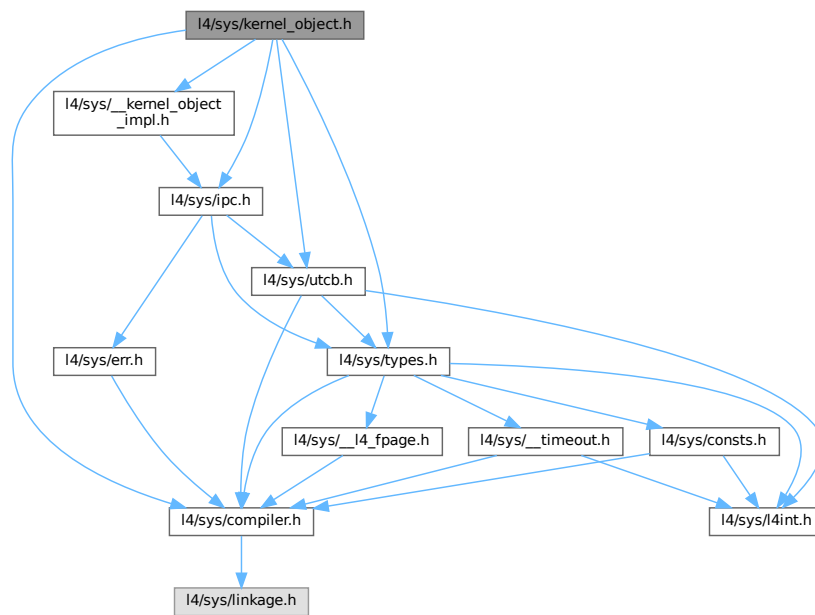 l4/sys/kernel_object.h
l4/sys/__kernel_object
_impl.h
l4/sys/ipc.h
l4/sys/utcb.h
l4/sys/err.h
l4/sys/types.h
l4/sys/__l4_fpage.h
l4/sys/__timeout.h
l4/sys/consts.h
l4/sys/compiler.h
l4/sys/l4int.h
l4/sys/linkage.h